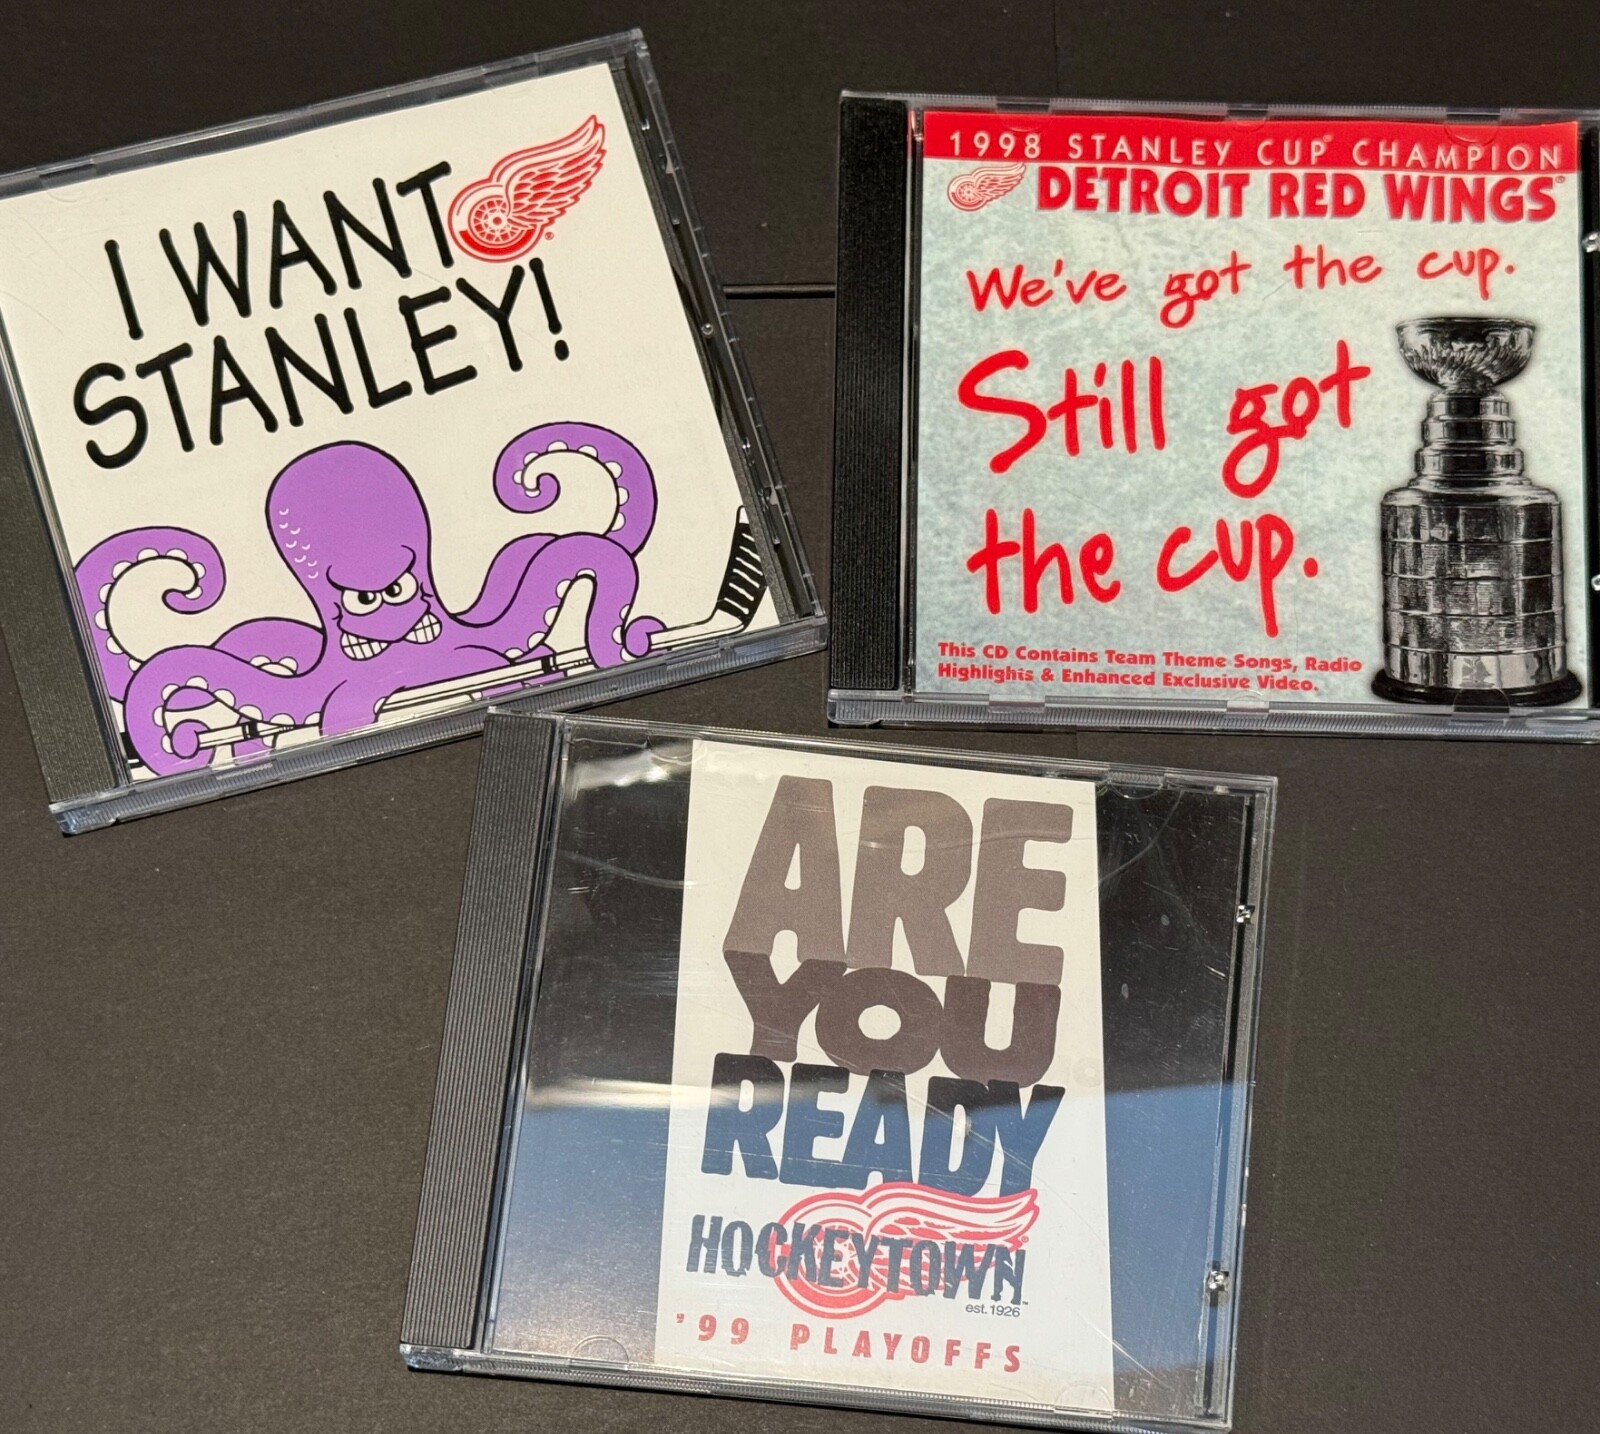 I WANT
STANLEY!
1998 STANLEY CUP® CHAMPION
DETROIT RED WINGS®
We've got the cup.
Still got
the cup.
This CD Contains Team Theme Songs, Radio
Highlights & Enhanced Exclusive Video.
ARE
YOU
READY
HOCKEYTOWN™
est.1926
'99 PLAYOFFS